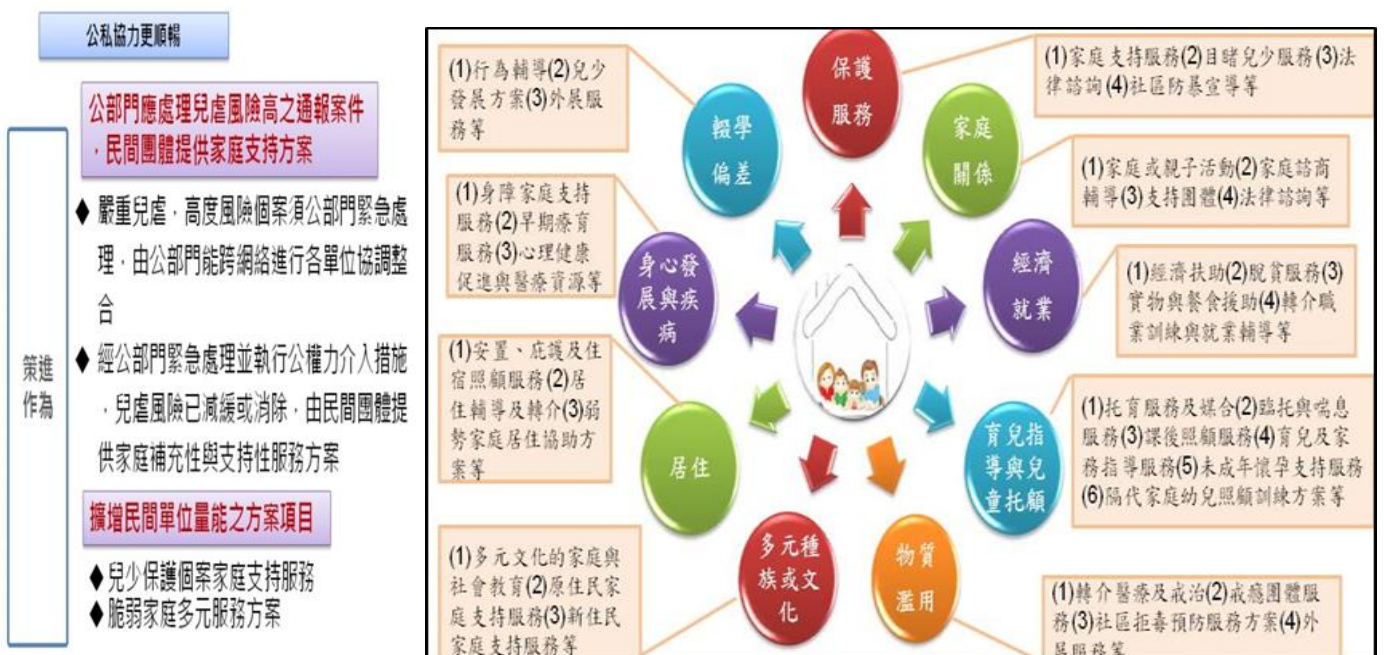 公私協力更順暢
公部門應處理兒虐風險高之通報案件
，民間團體提供家庭支持方案
◆ 嚴重兒虐，高度風險個案須公部門緊急處
理，由公部門能跨網絡進行各單位協調整
合
◆ 經公部門緊急處理並執行公權力介入措施
，兒虐風險已減緩或消除，由民間團體提
供家庭補充性與支持性服務方案
擴增民間單位量能之方案項目
◆兒少保護個案家庭支持服務
◆脆弱家庭多元服務方案
策進
作為
保護
服務
(1)家庭支持服務(2)目睹兒少服務(3)法
律諮詢(4)社區防暴宣導等
家庭
關係
(1)家庭或親子活動(2)家庭諮商
輔導(3)支持團體(4)法律諮詢等
經濟
就業
(1)經濟扶助(2)脫貧服務(3)
實物與餐食援助(4)轉介職
業訓練與就業輔導等
育兒指
導與兒
童托顧
(1)托育服務及媒合(2)臨托與喘息
服務(3)課後照顧服務(4)育兒及家
務指導服務(5)未成年懷孕支持服務
(6)隔代家庭幼兒照顧訓練方案等
物質
濫用
(1)轉介醫療及戒治(2)戒癮團體服
務(3)社區拒毒預防服務方案(4)外
展服務等
多元種
族或文
化
(1)多元文化的家庭與
社會教育(2)原住民家
庭支持服務(3)新住民
家庭支持服務等
居住
(1)安置、庇護及住
宿照顧服務(2)居
住輔導及轉介(3)弱
勢家庭居住協助方
案等
身心發
展與疾
病
(1)身障家庭支持
服務(2)早期療育
服務(3)心理健康
促進與醫療資源等
輟學
偏差
(1)行為輔導(2)兒少
發展方案(3)外展服
務等